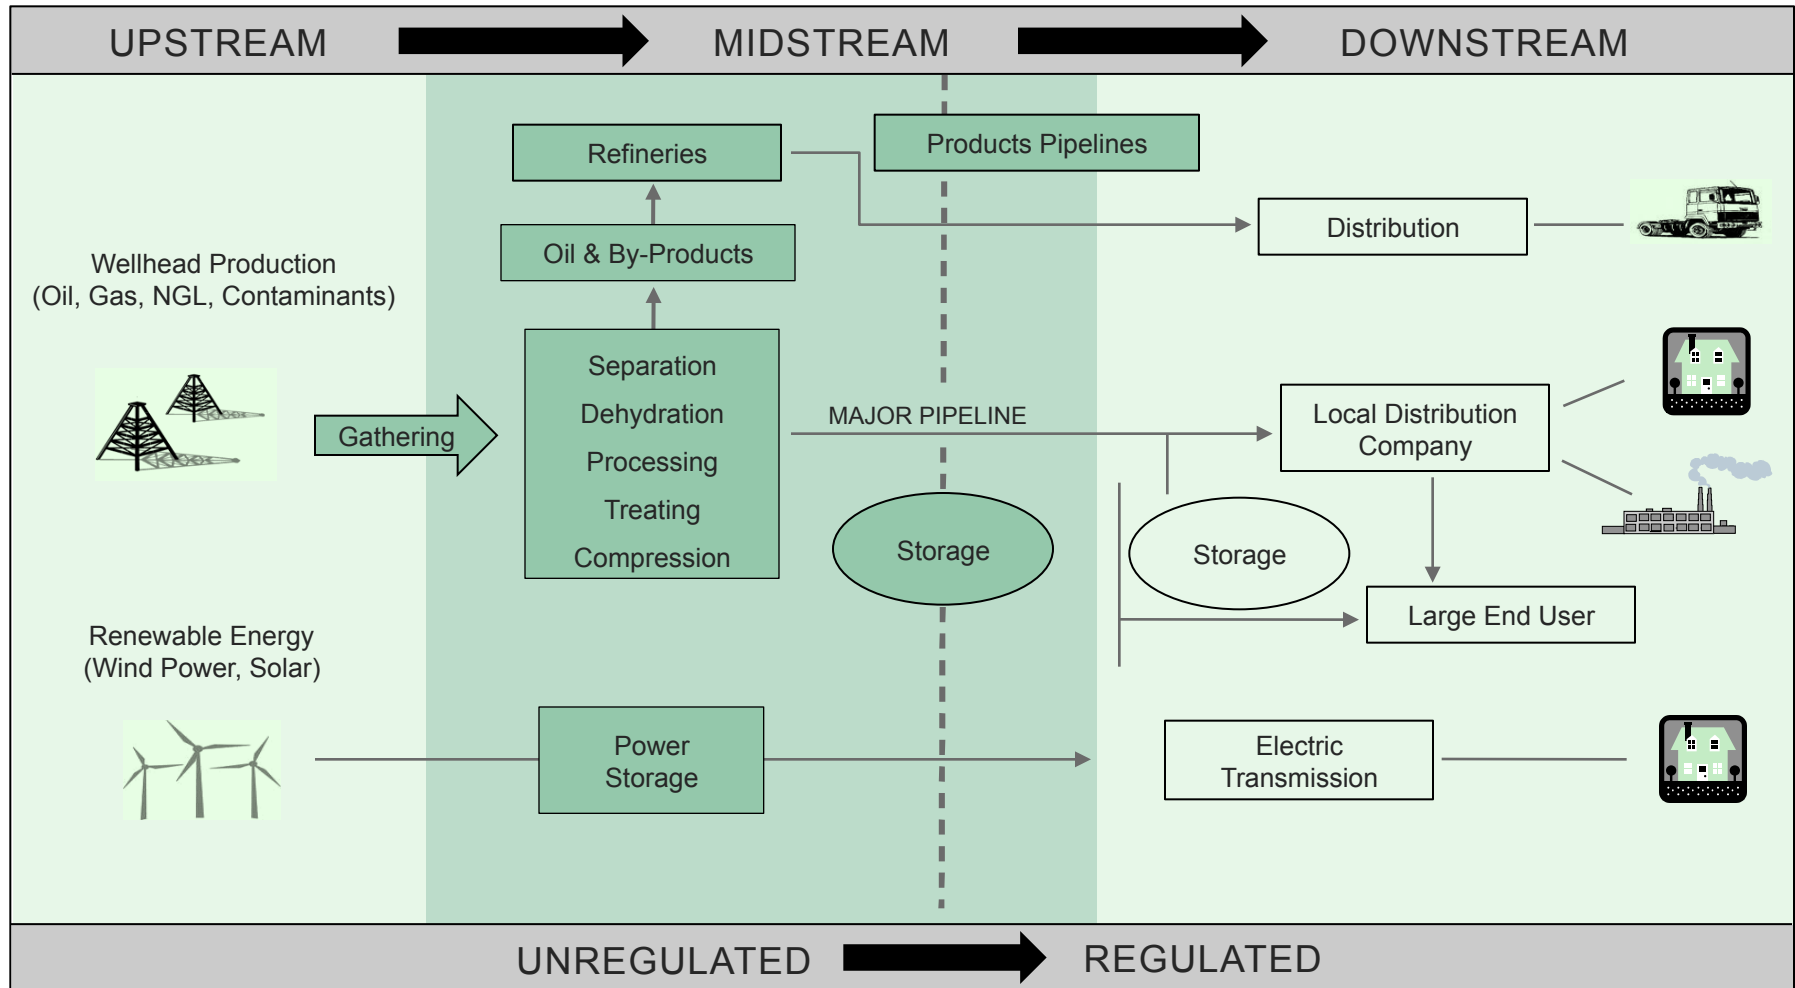 UPSTREAM
MIDSTREAM
DOWNSTREAM
Refineries
Products Pipelines
Distribution
Oil & By-Products
Wellhead Production
(Oil, Gas, NGL, Contaminants)
Gathering
Separation
Dehydration
Processing
Treating
Compression
MAJOR PIPELINE
Local Distribution
Company
Storage
Storage
Large End User
Renewable Energy
(Wind Power, Solar)
Power
Storage
Electric
Transmission
UNREGULATED
REGULATED